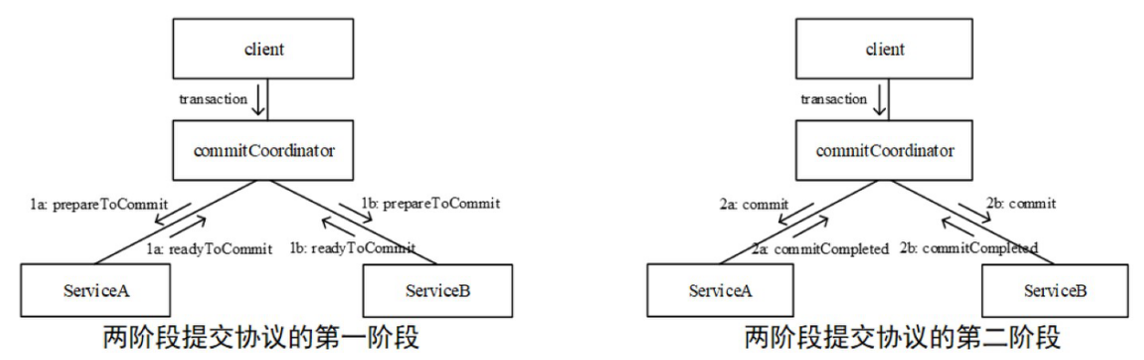 client
transaction
commitCoordinator
1a: prepareToCommit
1b: prepareToCommit
1a: readyToCommit
1b: readyToCommit
ServiceA
ServiceB
两阶段提交协议的第一阶段
client
transaction
commitCoordinator
2a: commit
2b: commit
2a: commitCompleted
2b: commitCompleted
ServiceA
ServiceB
两阶段提交协议的第二阶段